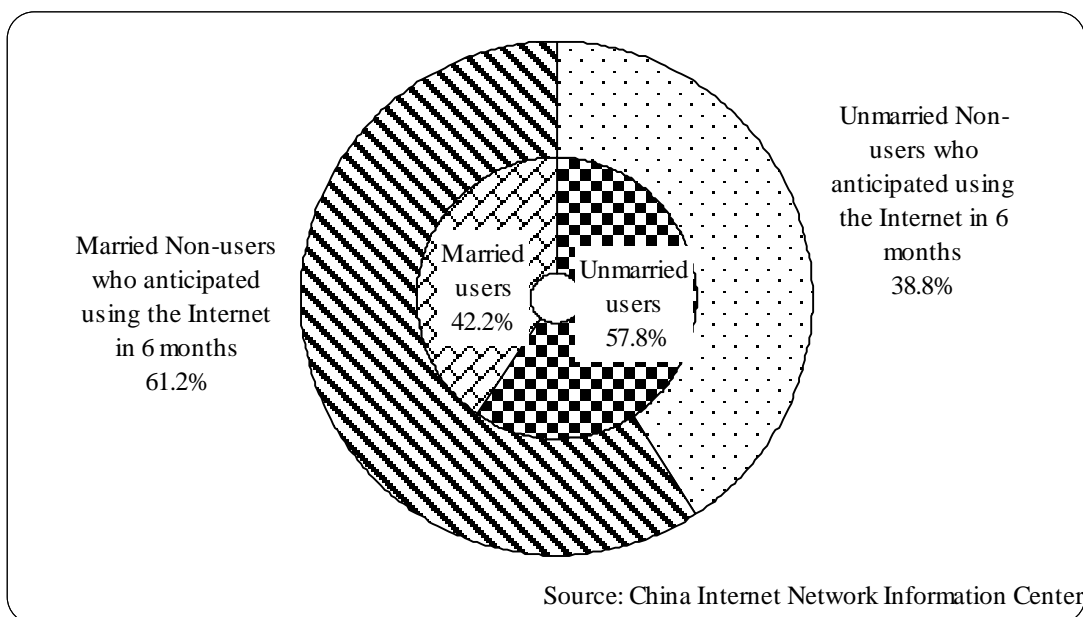 Unmarried Non-
users who
anticipated using
the Internet in 6
months
38.8%
Married Non-users
who anticipated
using the Internet
in 6 months
61.2%
Married
users
42.2%
Unmarried
users
57.8%
Source: China Internet Network Information Center